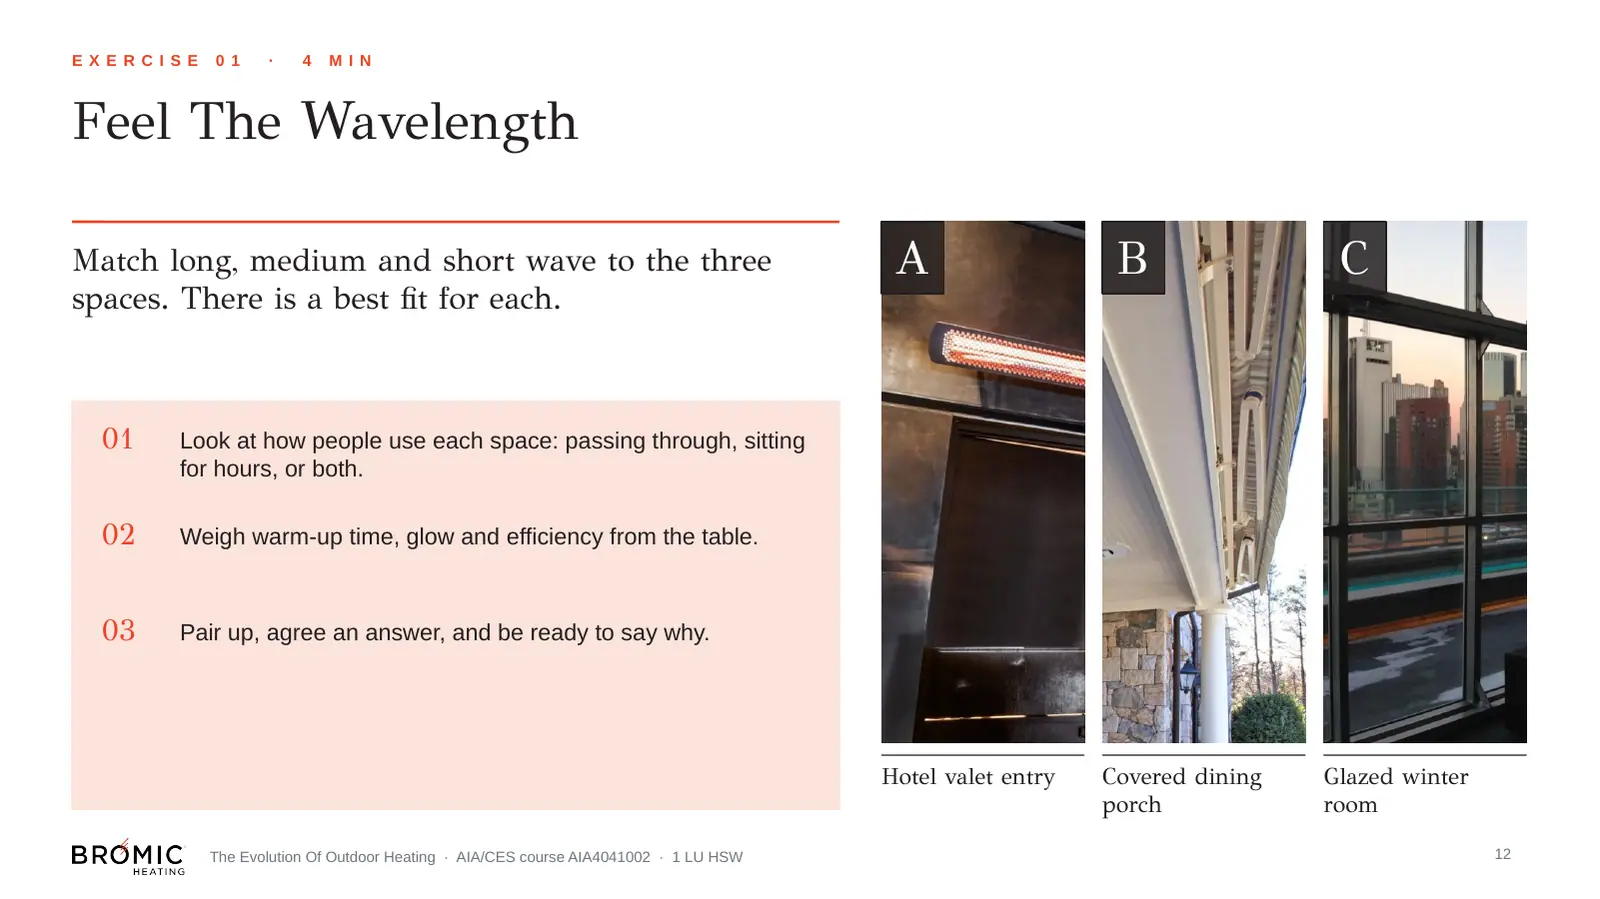 EXERCISE 01 · 4 MIN
Feel The Wavelength
Match long, medium and short wave to the three
spaces. There is a best fit for each.
01 Look at how people use each space: passing through, sitting
for hours, or both.
02 Weigh warm-up time, glow and efficiency from the table.
03 Pair up, agree an answer, and be ready to say why.
A
Hotel valet entry
B
Covered dining
porch
C
Glazed winter
room
BROMIC
HEATING
The Evolution Of Outdoor Heating · AIA/CES course AIA4041002 · 1 LU HSW
12